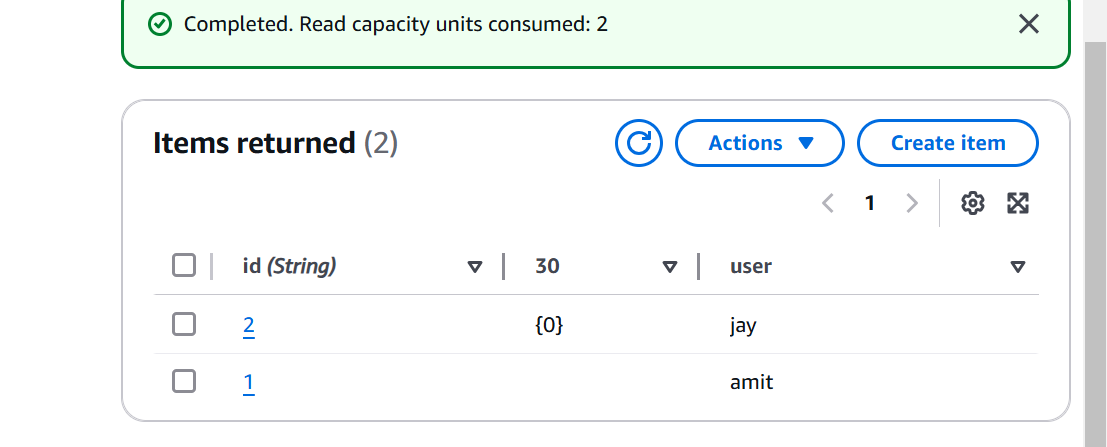 Completed. Read capacity units consumed: 2
Items returned (2)
Actions
Create item
1
id (String) 30 user
2 {0} jay
1 amit